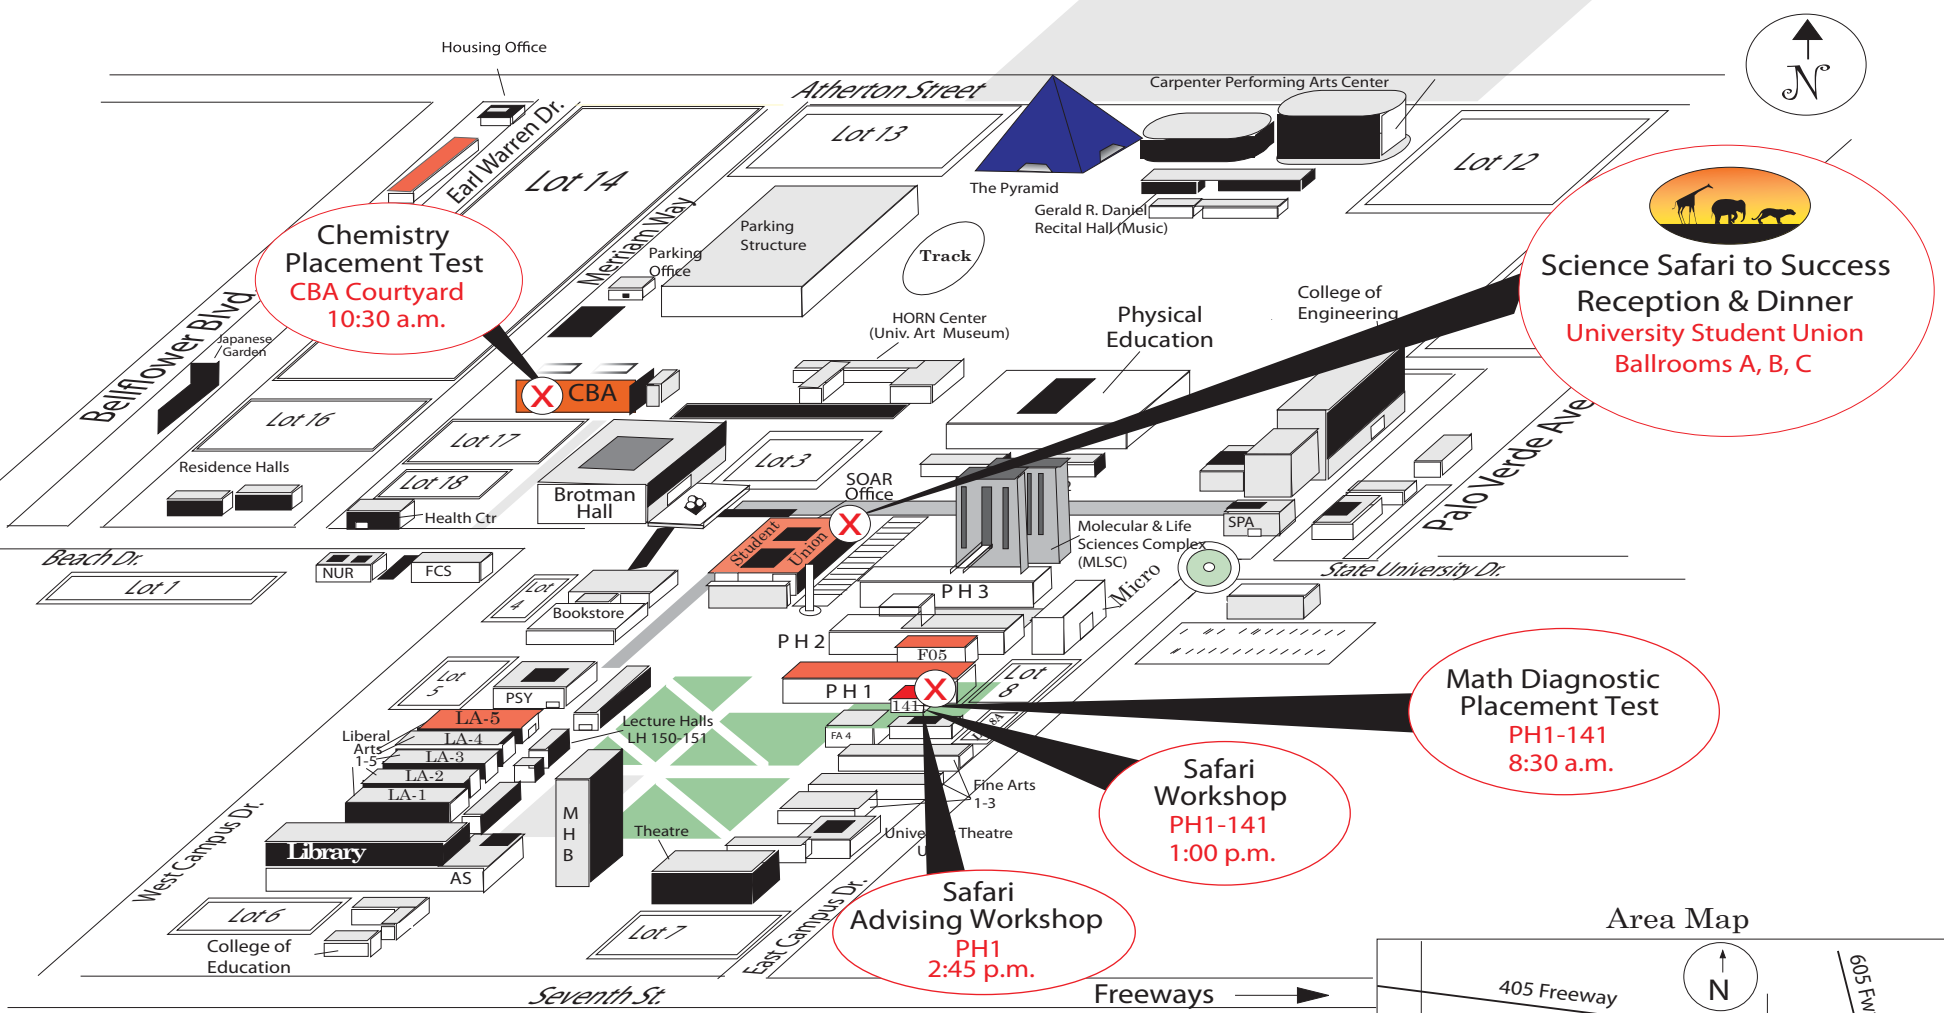 Housing Office
Atherton Street
Carpenter Performing Arts Center
N
Earl Warren Dr.
Lot 14
Lot 13
Lot 12
The Pyramid
Gerald R. Daniel
Recital Hall (Music)
Chemistry
Placement Test
CBA Courtyard
10:30 a.m.
Merriam Way
Parking
Structure
Parking
Office
Track
Science Safari to Success
Reception & Dinner
University Student Union
Ballrooms A, B, C
Bellflower Blvd
Japanese
Garden
HORN Center
(Univ. Art Museum)
Physical
Education
College of
Engineering
X
CBA
Lot 16
Lot 17
Lot 3
Palo Verde Ave
Residence Halls
Lot 18
Health Ctr
Brotman
Hall
SOAR
Office
X
2
Student
Union
Molecular & Life
Sciences Complex
(MLSC)
SPA
Beach Dr.
Lot 1
NUR
FCS
Lot
4
Bookstore
PH3
Micro
State University Dr.
PH2
F05
PH1
X
141
Lot
8
8A
Math Diagnostic
Placement Test
PH1-141
8:30 a.m.
Lot
5
PSY
LA-5
LA-4
LA-3
LA-2
LA-1
Liberal
Arts
1-5
Lecture Halls
LH 150-151
FA 4
Safari
Workshop
PH1-141
1:00 p.m.
Fine Arts
1-3
MHB
Theatre
Theatre
Library
AS
West Campus Dr.
Lot 6
College of
Education
Lot 7
East Campus Dr.
Safari
Advising Workshop
PH1
2:45 p.m.
Seventh St.
Freeways
Area Map
N
405 Freeway
605 Fw